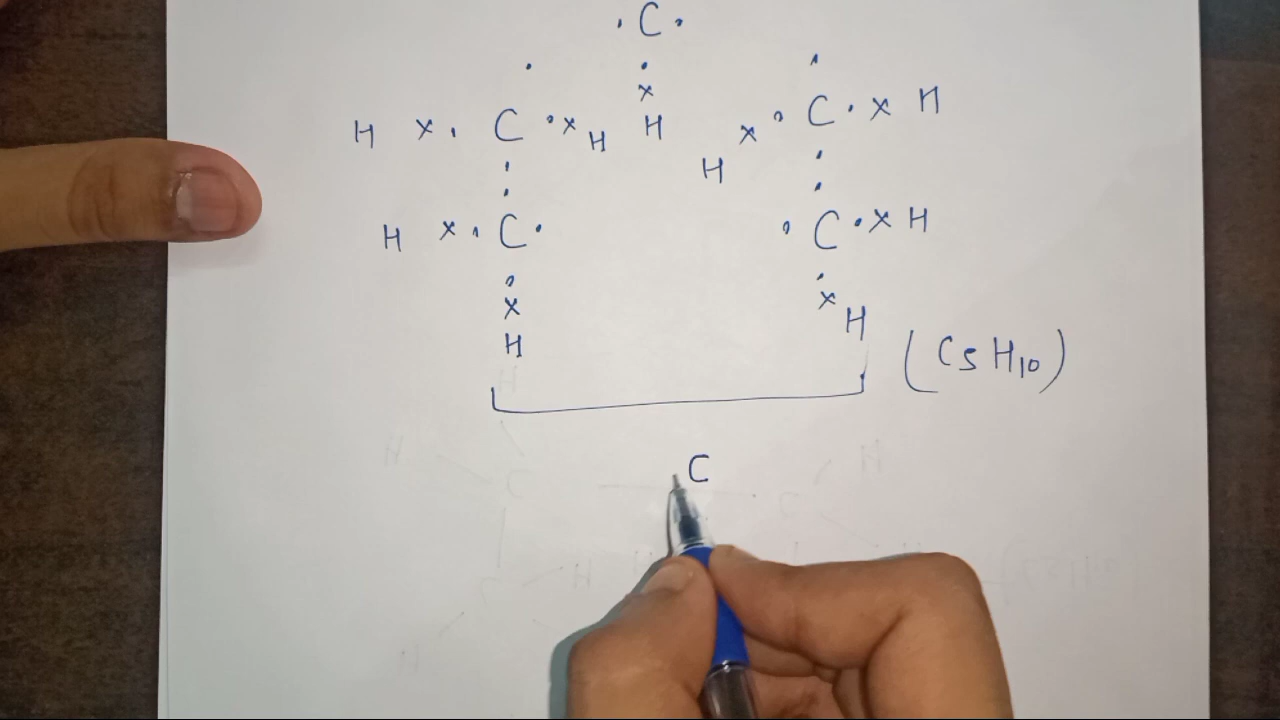 · C ·
· x H
H x · C · x H
H x · C · x H
: :
H x · C ·
· C · x H
· x H
· x H
(C5H10)
C